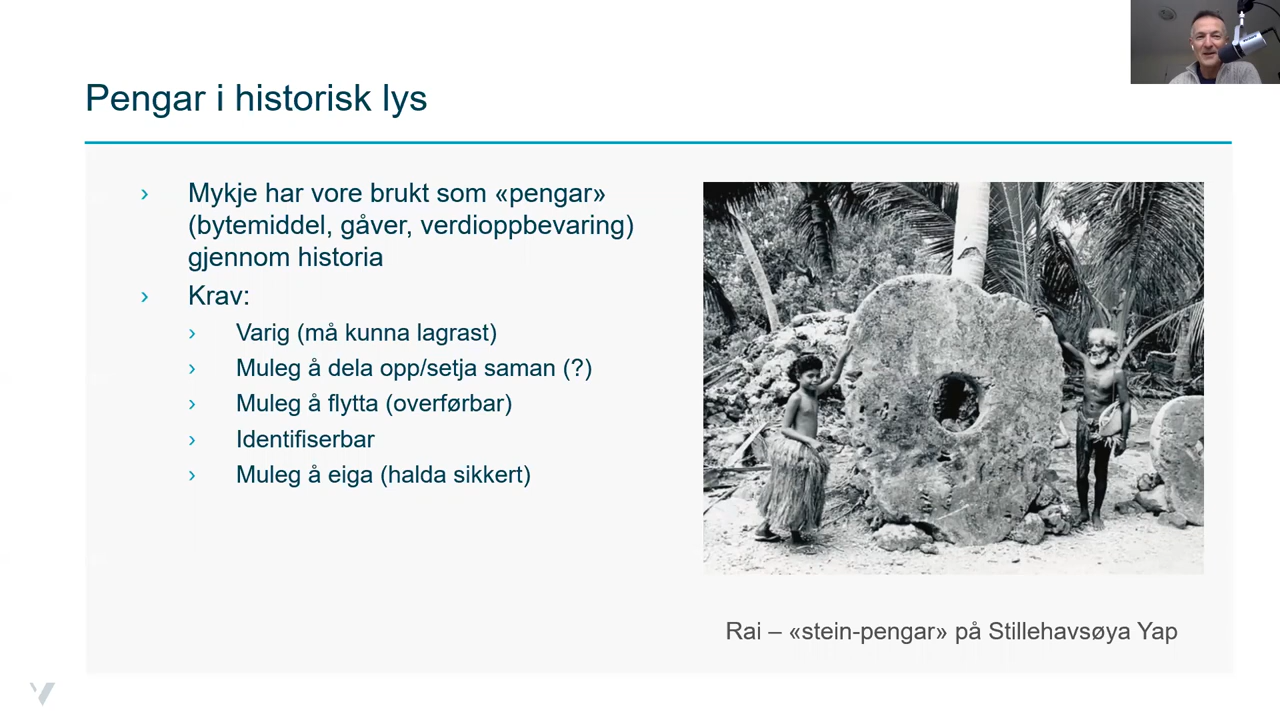 Pengar i historisk lys
› Mykje har vore brukt som «pengar»
(bytemiddel, gåver, verdioppbevaring)
gjennom historia
› Krav:
› Varig (må kunna lagrast)
› Muleg å dela opp/setja saman (?)
› Muleg å flytta (overførbar)
› Identifiserbar
› Muleg å eiga (halda sikkert)
Rai – «stein-pengar» på Stillehavsøya Yap